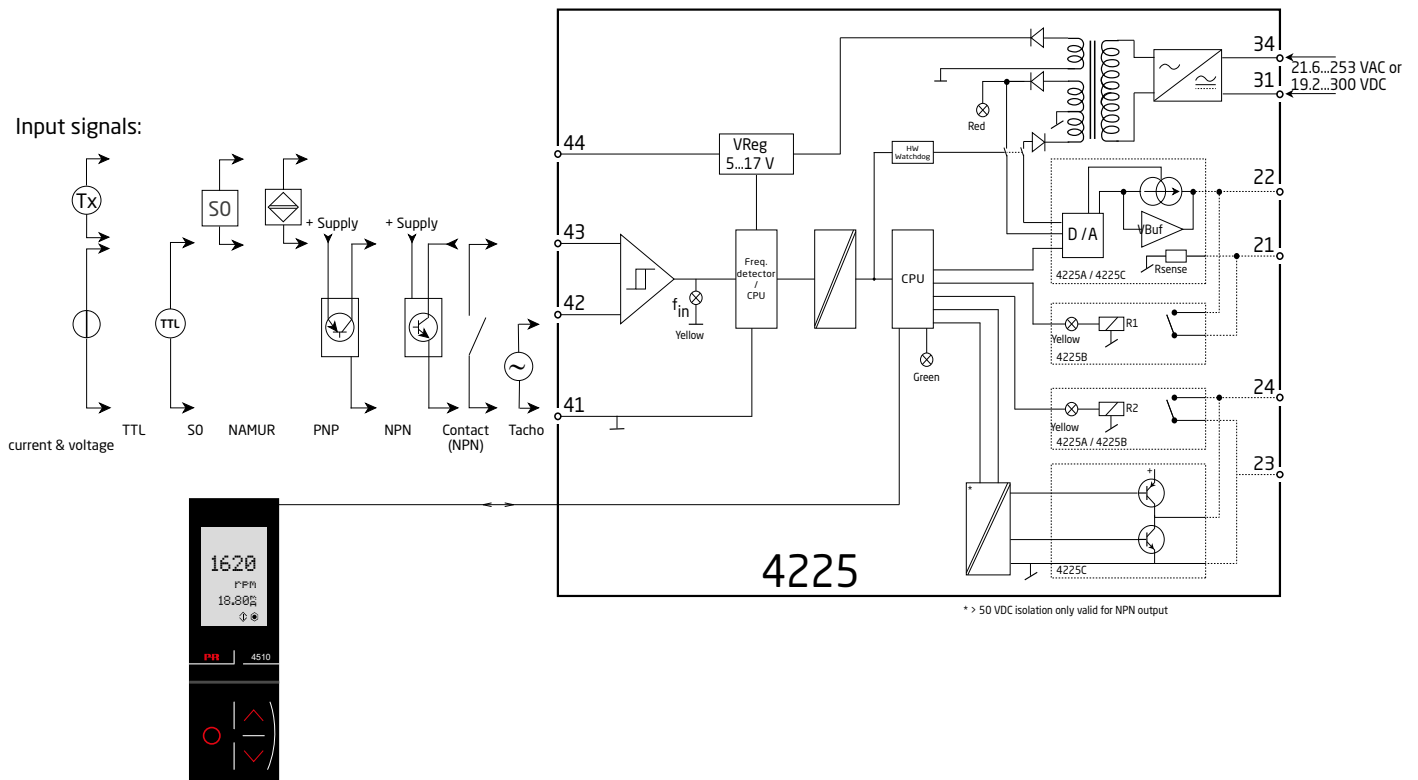 Input signals:
Tx
S0
+ Supply
+ Supply
TTL
current & voltage
TTL
S0
NAMUR
PNP
NPN
Contact
(NPN)
Tacho
44
43
42
41
VReg
5...17 V
fin
Yellow
Freq.
detector
/
CPU
CPU
Green
HW
Watchdog
Red
34
31
21.6...253 VAC or
19.2...300 VDC
22
21
D / A
VBuf
Rsense
4225A / 4225C
Yellow
R1
4225B
24
23
Yellow
R2
4225A / 4225B
*
+
4225C
4225
* > 50 VDC isolation only valid for NPN output
1620
rpm
18.80mA
PR
4510